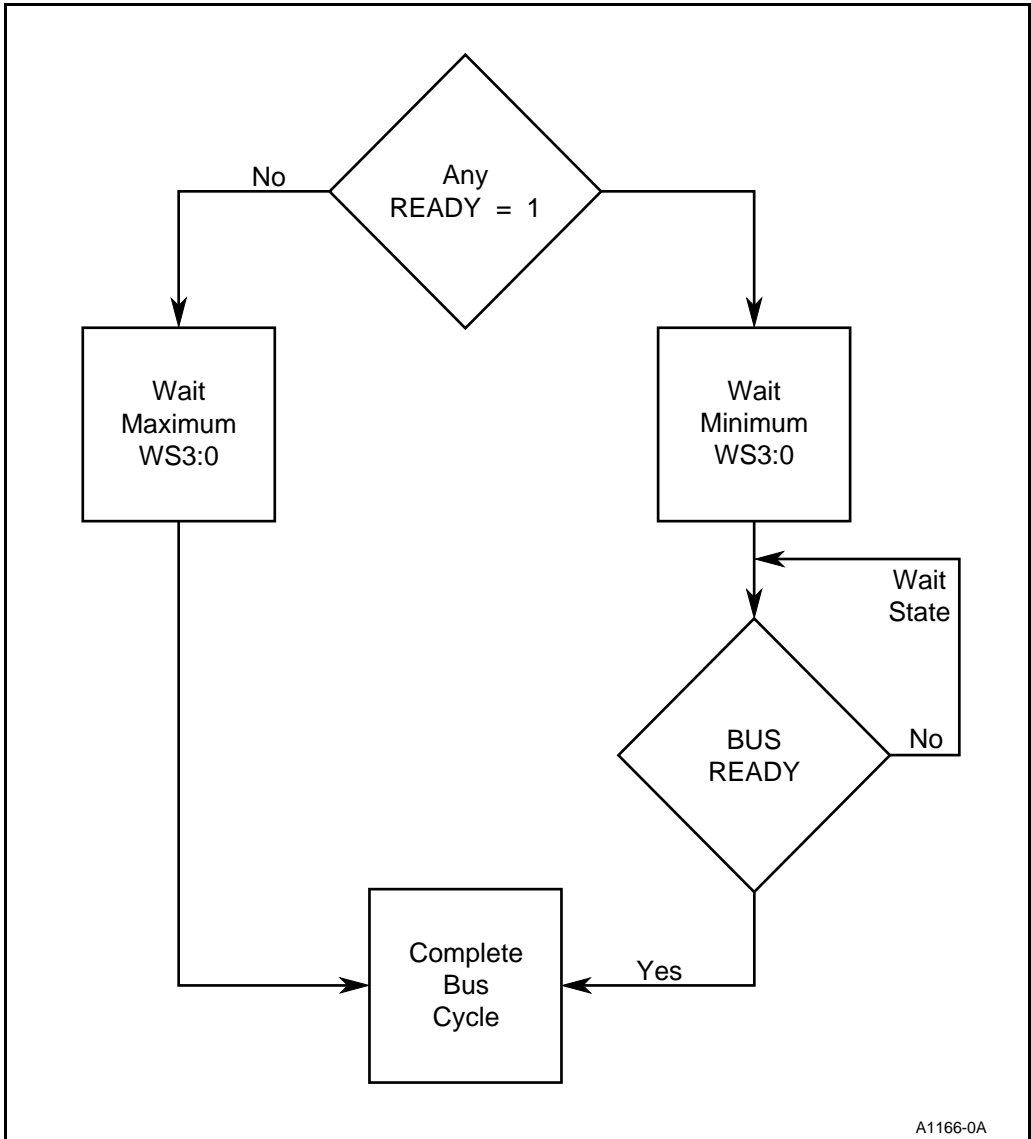 Any
READY = 1
No
Wait
Maximum
WS3:0
Wait
Minimum
WS3:0
Wait
State
BUS
READY
No
Yes
Complete
Bus
Cycle
A1166-0A